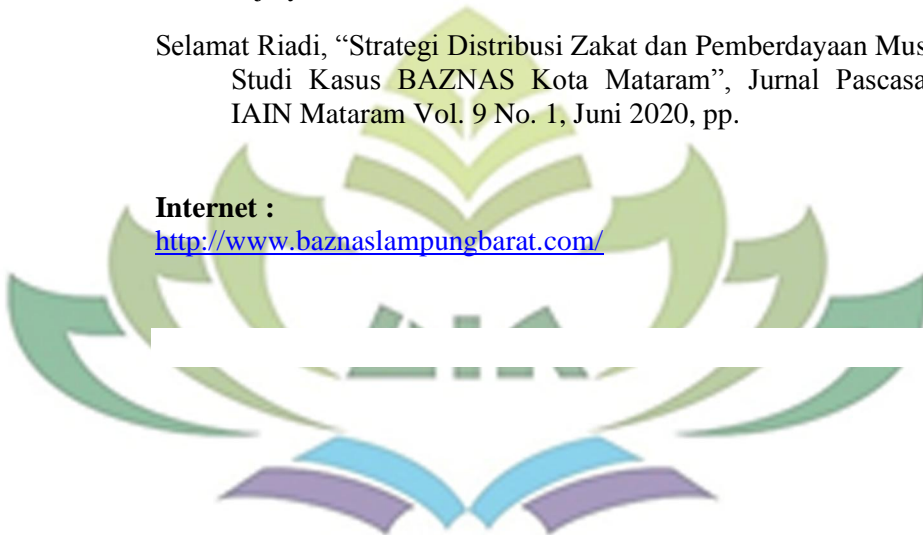 Selamat Riadi, “Strategi Distribusi Zakat dan Pemberdayaan Mus
Studi Kasus BAZNAS Kota Mataram”, Jurnal Pascasa
IAIN Mataram Vol. 9 No. 1, Juni 2020, pp.
Internet :
http://www.baznaslampungbarat.com/